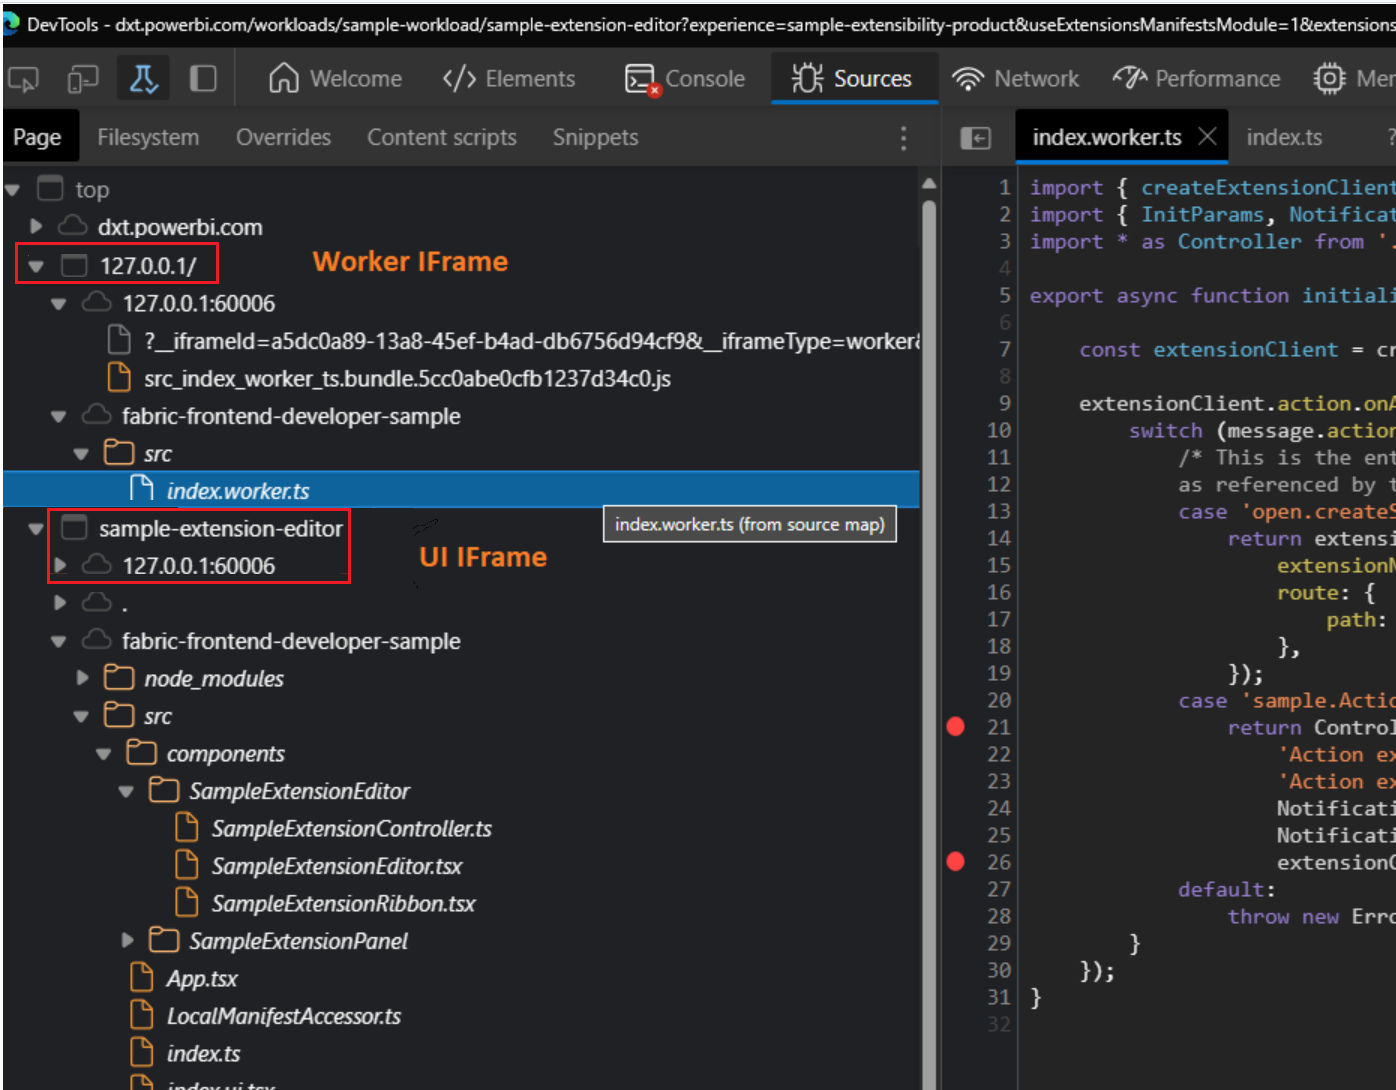 DevTools - dxt.powerbi.com/workloads/sample-workload/sample-extension-editor?experience=sample-extensibility-product&useExtensionsManifestsModule=1&extensions
Welcome Elements Console Sources Network Performance Mer
Page Filesystem Overrides Content scripts Snippets
index.worker.ts index.ts ?
top
dxt.powerbi.com
127.0.0.1/ Worker IFrame
127.0.0.1:60006
?__iframeId=a5dc0a89-13a8-45ef-b4ad-db6756d94cf9&__iframeType=worker&
src_index_worker_ts.bundle.5cc0abe0cfb1237d34c0.js
fabric-frontend-developer-sample
src
index.worker.ts
index.worker.ts (from source map)
sample-extension-editor
UI IFrame
127.0.0.1:60006
.
fabric-frontend-developer-sample
node_modules
src
components
SampleExtensionEditor
SampleExtensionController.ts
SampleExtensionEditor.tsx
SampleExtensionRibbon.tsx
SampleExtensionPanel
App.tsx
LocalManifestAccessor.ts
index.ts
index.ui.tsx
1 import { createExtensionClient
2 import { InitParams, Notificat
3 import * as Controller from '.
4
5 export async function initiali
6
7 const extensionClient = cr
8
9 extensionClient.action.onA
10 switch (message.action
11 /* This is the ent
12 as referenced by t
13 case 'open.createS
14 return extensi
15 extensionN
16 route: {
17 path:
18 },
19 });
20 case 'sample.Actio
21 return Control
22 'Action ex
23 'Action ex
24 Notificati
25 Notificati
26 extensionC
27 default:
28 throw new Erro
29 }
30 });
31 }
32